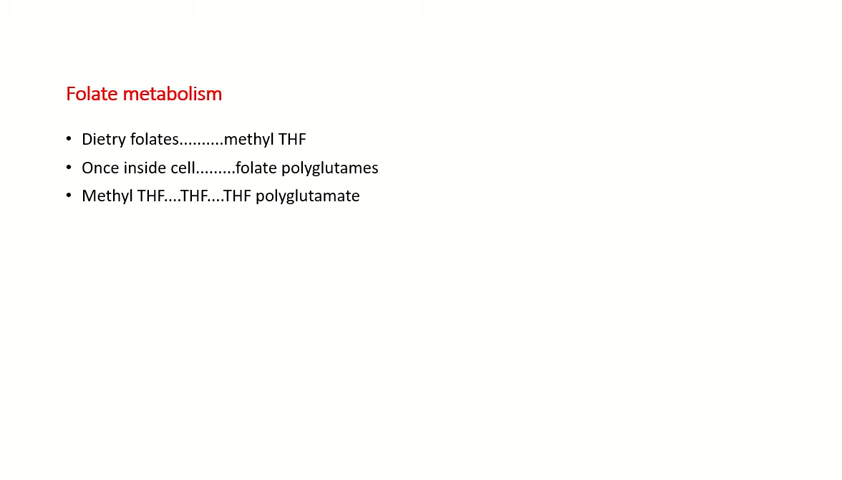 Folate metabolism
• Dietry folates..........methyl THF
• Once inside cell.........folate polyglutames
• Methyl THF....THF....THF polyglutamate